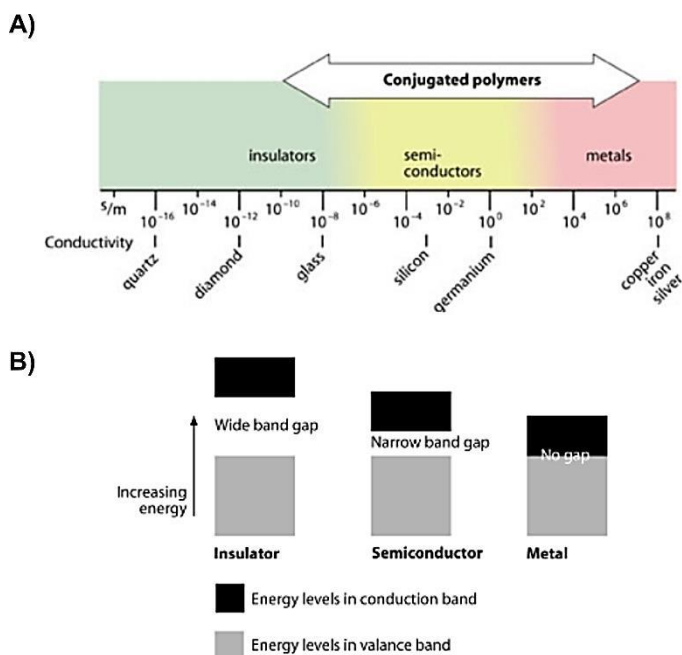 A)
Conjugated polymers
insulators
semi-
conductors
metals
s/m
10⁻¹⁶
10⁻¹⁴
10⁻¹²
10⁻¹⁰
10⁻⁸
10⁻⁶
10⁻⁴
10⁻²
10⁰
10²
10⁴
10⁶
10⁸
Conductivity
quartz
diamond
glass
silicon
germanium
copper
iron
silver
B)
Wide band gap
Narrow band gap
No gap
Increasing
energy
Insulator
Semiconductor
Metal
Energy levels in conduction band
Energy levels in valance band